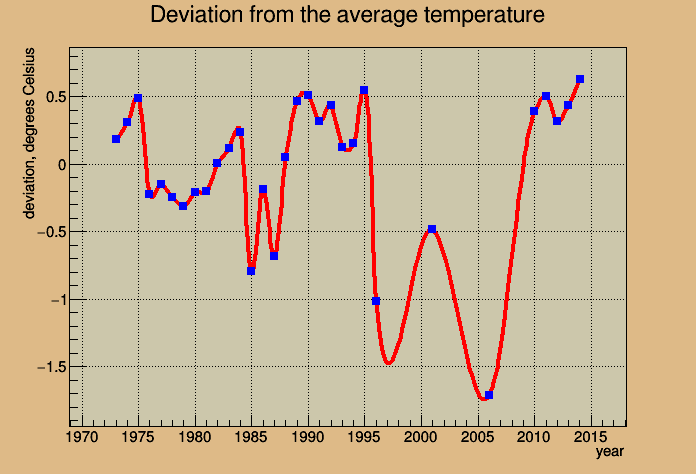 Deviation from the average temperature
deviation, degrees Celsius
0.5
0
−0.5
−1
−1.5
1970 1975 1980 1985 1990 1995 2000 2005 2010 2015
year